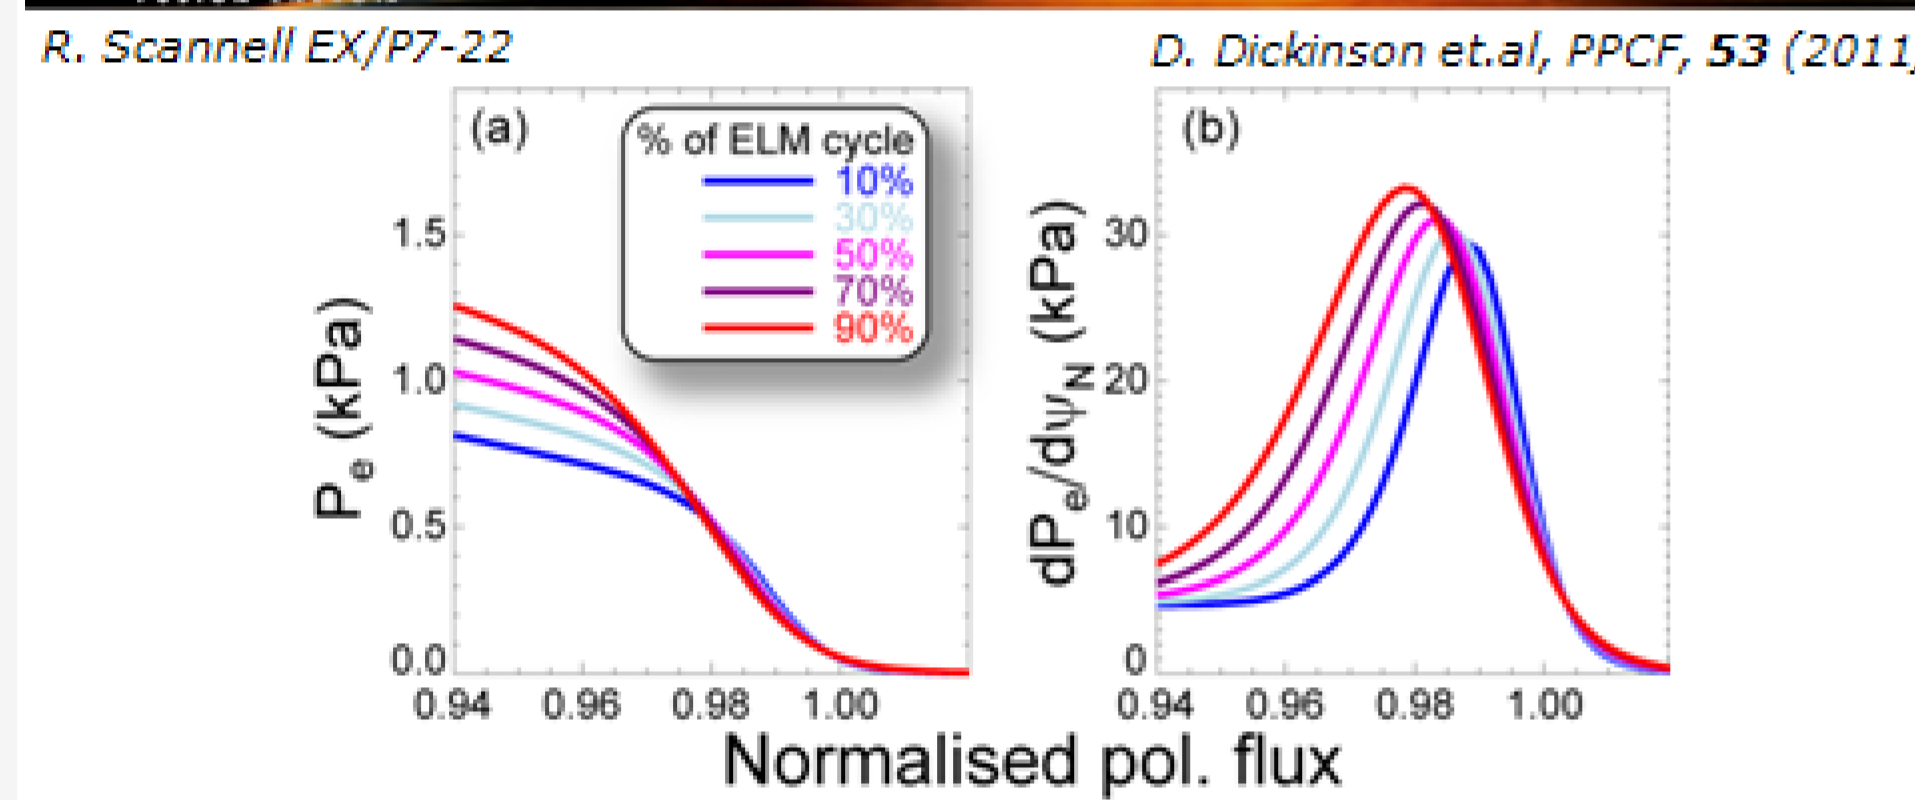 R. Scannell EX/P7-22
D. Dickinson et.al, PPCF, 53 (2011)
(a)
% of ELM cycle
10%
30%
50%
70%
90%
1.5
1.0
0.5
0.0
Pe (kPa)
0.94 0.96 0.98 1.00
(b)
30
20
10
0
dPe/dψN (kPa)
0.94 0.96 0.98 1.00
Normalised pol. flux